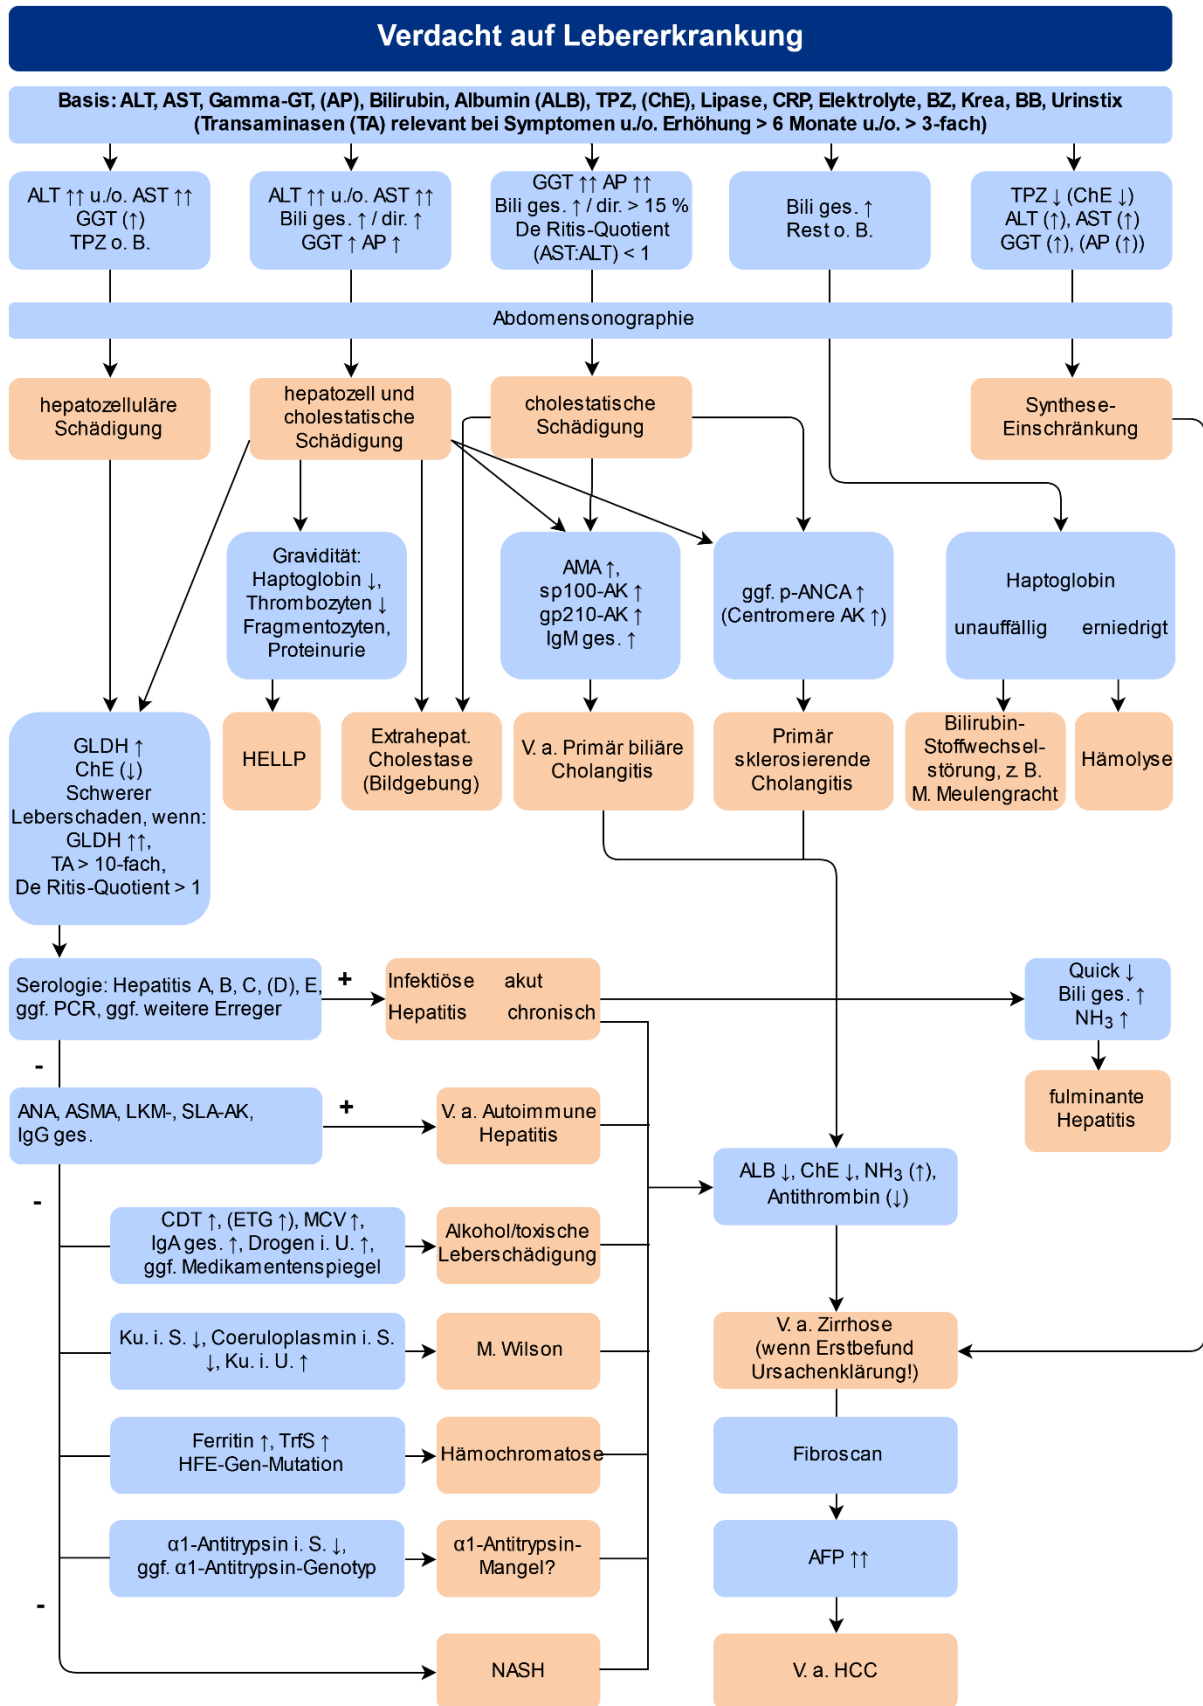 Verdacht auf Lebererkrankung
Basis: ALT, AST, Gamma-GT, (AP), Bilirubin, Albumin (ALB), TPZ, (ChE), Lipase, CRP, Elektrolyte, BZ, Krea, BB, Urinstix
(Transaminasen (TA) relevant bei Symptomen u./o. Erhöhung > 6 Monate u./o. > 3-fach)
ALT ↑↑ u./o. AST ↑↑
GGT (↑)
TPZ o. B.
ALT ↑↑ u./o. AST ↑↑
Bili ges. ↑ / dir. ↑
GGT ↑ AP ↑
GGT ↑↑ AP ↑↑
Bili ges. ↑ / dir. > 15 %
De Ritis-Quotient
(AST:ALT) < 1
Bili ges. ↑
Rest o. B.
TPZ ↓ (ChE ↓)
ALT (↑), AST (↑)
GGT (↑), (AP (↑))
Abdomensonographie
hepatozelluläre
Schädigung
hepatozell und
cholestatische
Schädigung
cholestatische
Schädigung
Synthese-
Einschränkung
Gravidität:
Haptoglobin ↓,
Thrombozyten ↓
Fragmentozyten,
Proteinurie
AMA ↑,
sp100-AK ↑
gp210-AK ↑
IgM ges. ↑
ggf. p-ANCA ↑
(Centromere AK ↑)
Haptoglobin
unauffällig erniedrigt
GLDH ↑
ChE (↓)
Schwerer
Leberschaden, wenn:
GLDH ↑↑,
TA > 10-fach,
De Ritis-Quotient > 1
HELLP
Extrahepat.
Cholestase
(Bildgebung)
V. a. Primär biliäre
Cholangitis
Primär
sklerosierende
Cholangitis
Bilirubin-
Stoffwechsel-
störung, z. B.
M. Meulengracht
Hämolyse
Serologie: Hepatitis A, B, C, (D), E,
ggf. PCR, ggf. weitere Erreger
+
Infektiöse akut
Hepatitis chronisch
Quick ↓
Bili ges. ↑
NH3 ↑
-
fulminante
Hepatitis
ANA, ASMA, LKM-, SLA-AK,
IgG ges.
+
V. a. Autoimmune
Hepatitis
ALB ↓, ChE ↓, NH3 (↑),
Antithrombin (↓)
-
CDT ↑, (ETG ↑), MCV ↑,
IgA ges. ↑, Drogen i. U. ↑,
ggf. Medikamentenspiegel
Alkohol/toxische
Leberschädigung
Ku. i. S. ↓, Coeruloplasmin i. S.
↓, Ku. i. U. ↑
M. Wilson
V. a. Zirrhose
(wenn Erstbefund
Ursachenklärung!)
Ferritin ↑, TrfS ↑
HFE-Gen-Mutation
Hämochromatose
Fibroscan
α1-Antitrypsin i. S. ↓,
ggf. α1-Antitrypsin-Genotyp
α1-Antitrypsin-
Mangel?
AFP ↑↑
-
NASH
V. a. HCC